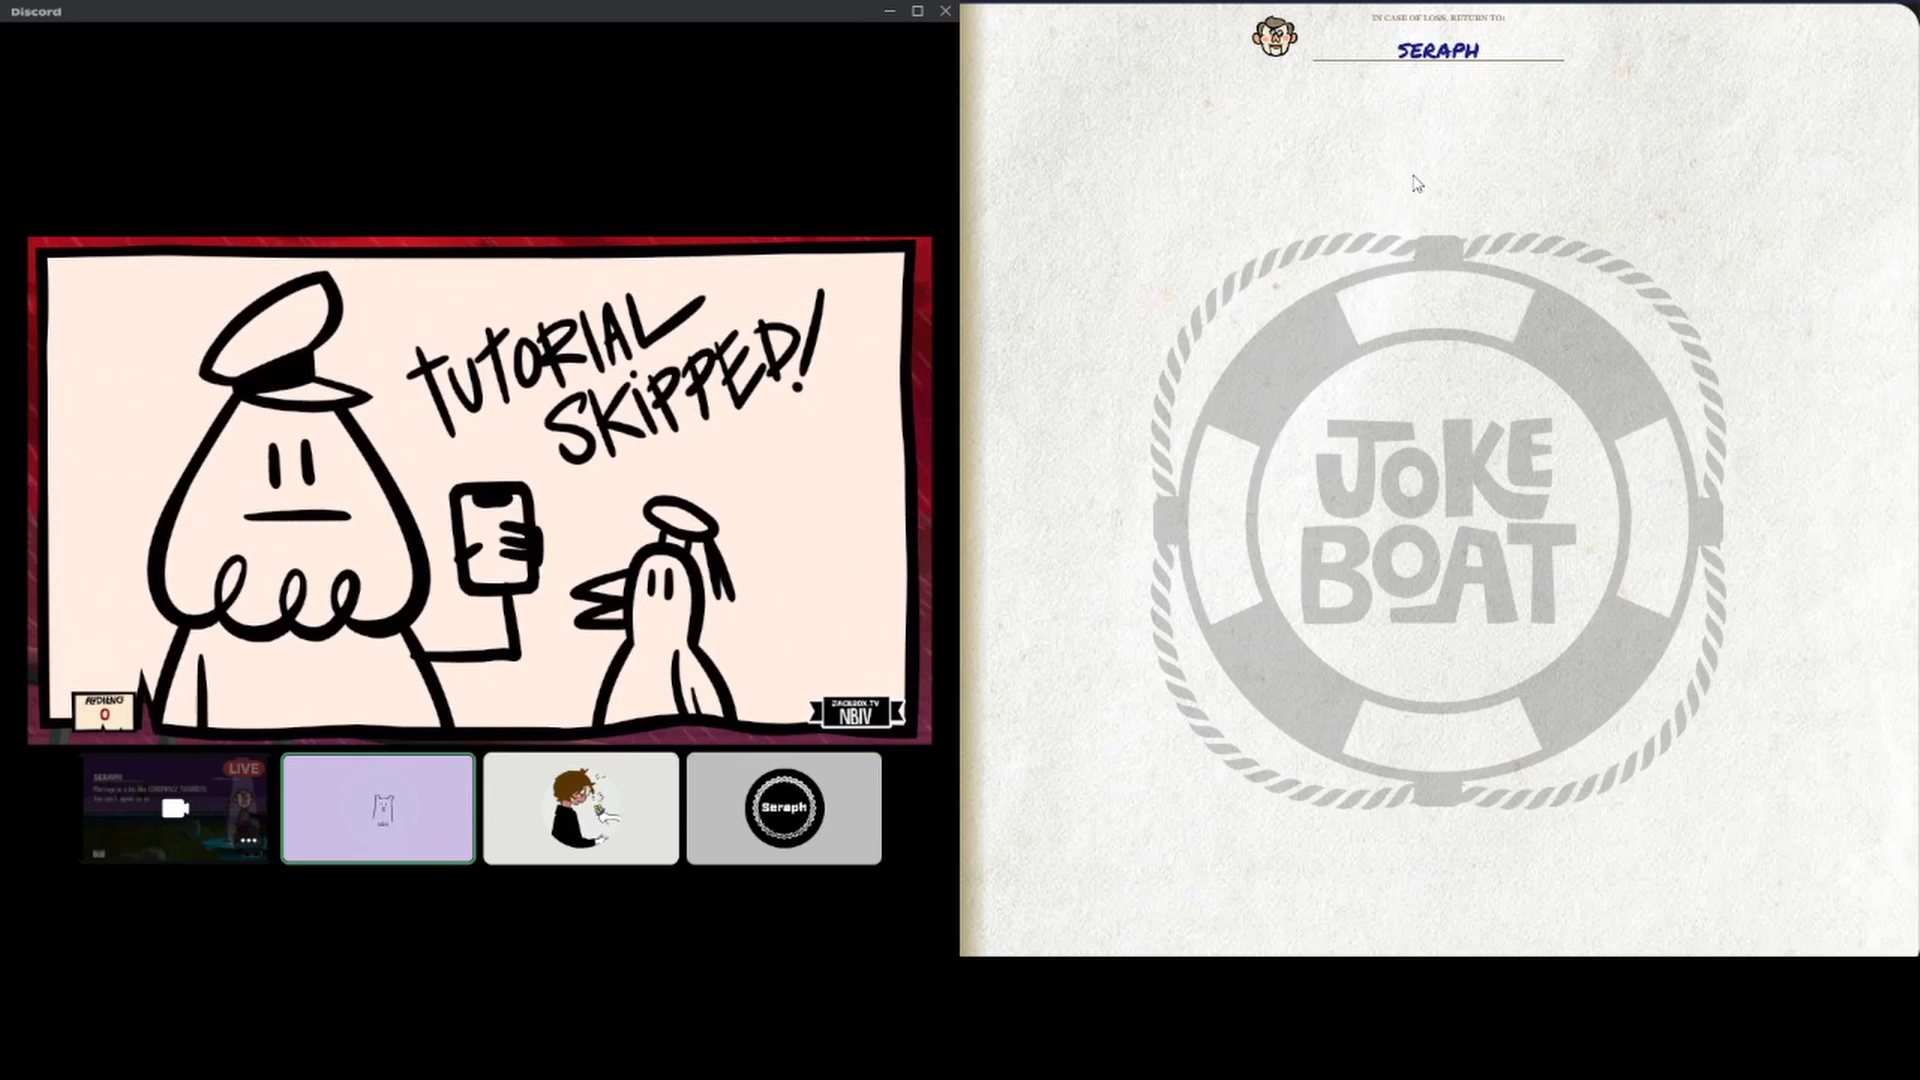 Discord
IN CASE OF LOSS, RETURN TO:
SERAPH
TUTORIAL
SKIPPED!
JOKE
BOAT
AUDIENCE
0
JACKBOX.TV
NBIV
SERAPH
LIVE
Seraph